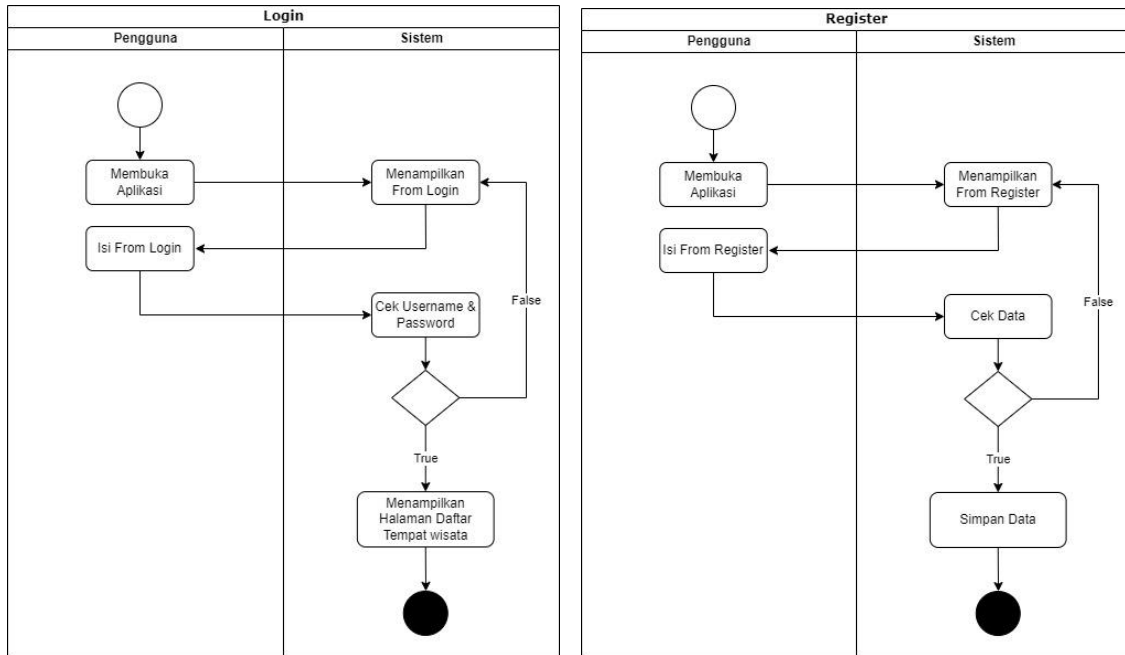 Login
Pengguna
Sistem
Membuka
Aplikasi
Menampilkan
From Login
Isi From Login
Cek Username &
Password
False
True
Menampilkan
Halaman Daftar
Tempat wisata
Register
Pengguna
Sistem
Membuka
Aplikasi
Menampilkan
From Register
Isi From Register
Cek Data
False
True
Simpan Data